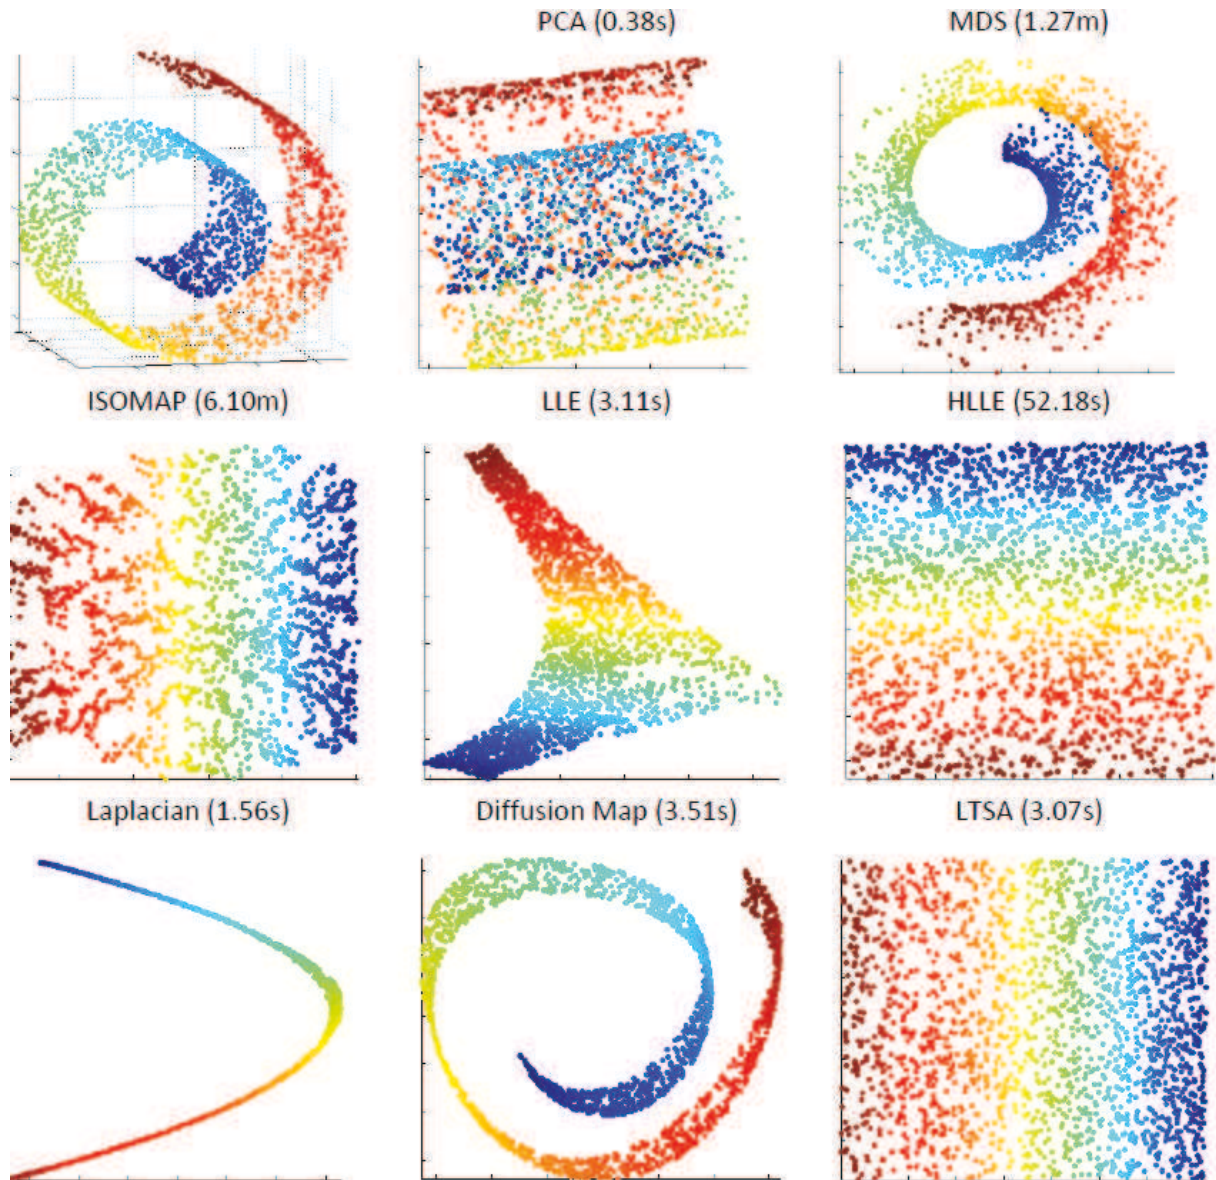 PCA (0.38s)
MDS (1.27m)
ISOMAP (6.10m)
LLE (3.11s)
HLLE (52.18s)
Laplacian (1.56s)
Diffusion Map (3.51s)
LTSA (3.07s)